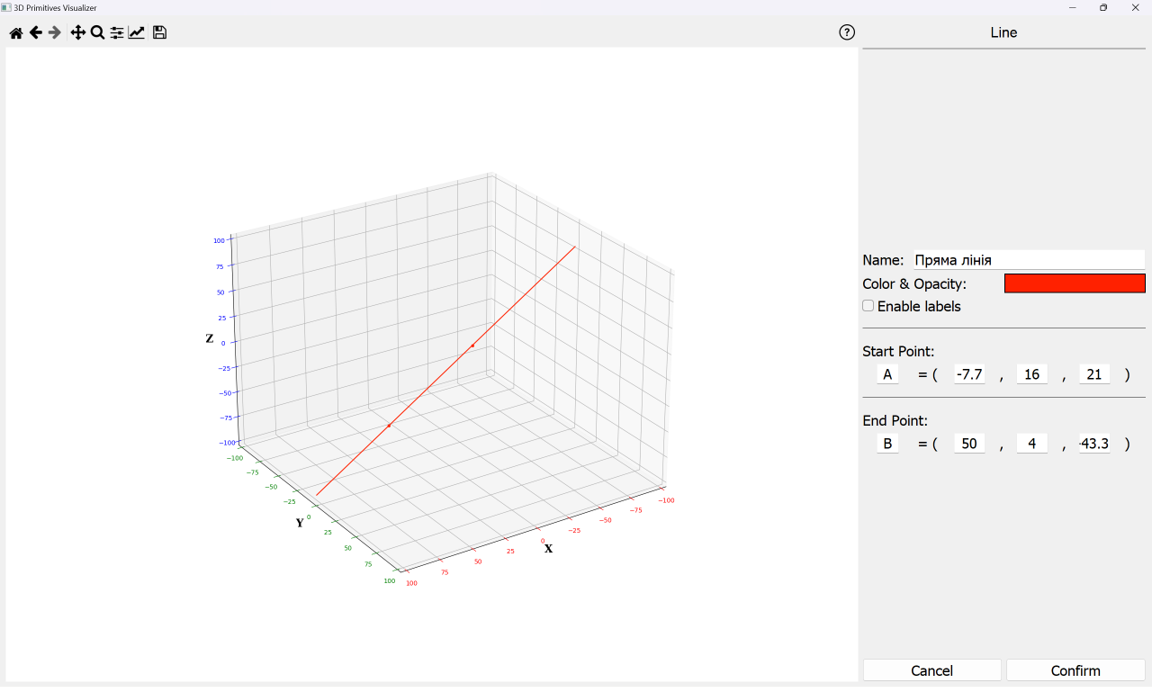 3D Primitives Visualizer
?
Line
Name: Пряма лінія
Color & Opacity:
Enable labels
Start Point:
A = ( -7.7 , 16 , 21 )
End Point:
B = ( 50 , 4 , -43.3 )
Cancel Confirm
100
75
50
25
Z 0
−25
−50
−75
−100
−100
−75
−50
−25
Y 0
25
50
75
100
100
75
50
25
0 X
−25
−50
−75
−100